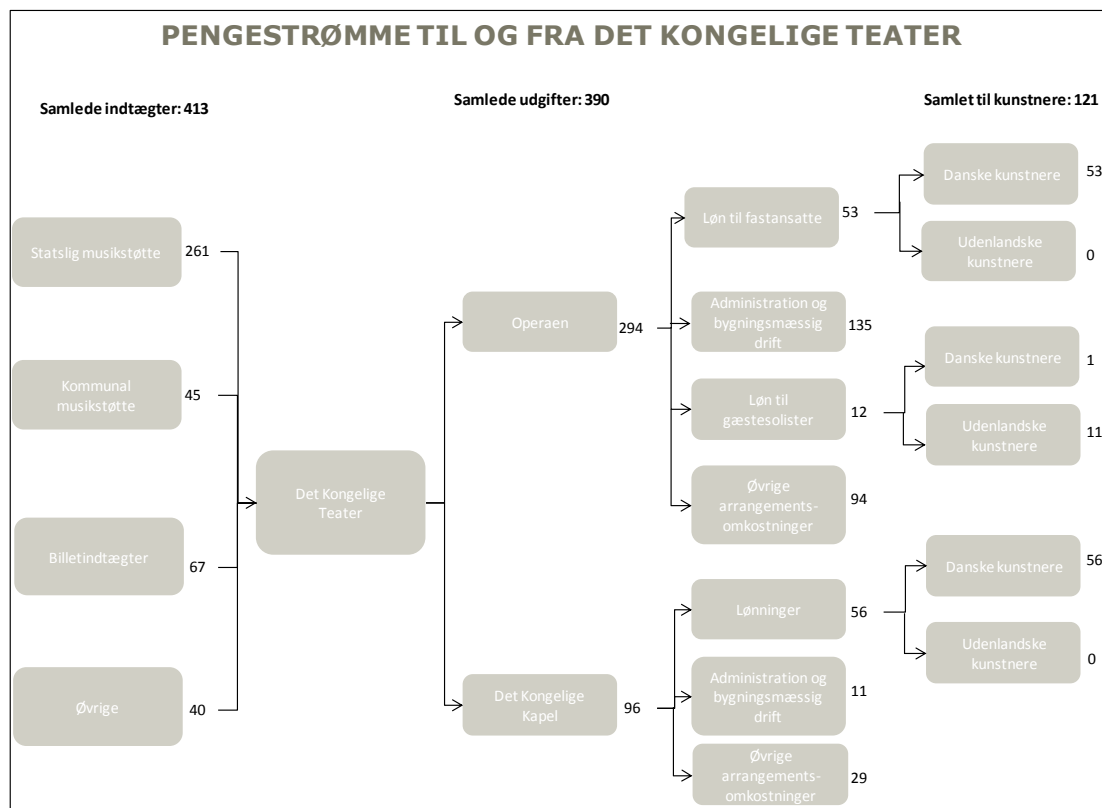 PENGESTRØMME TIL OG FRA DET KONGELIGE TEATER
Samlede indtægter: 413
Samlede udgifter: 390
Samlet til kunstnere: 121
Statslig musikstøtte
261
Kommunal
musikstøtte
45
Billetindtægter
67
Øvrige
40
Det Kongelige
Teater
Operaen
294
Det Kongelige
Kapel
96
Løn til fastansatte
53
Administration og
bygningsmæssig
drift
135
Løn til
gæstesolister
12
Øvrige
arrangements-
omkostninger
94
Lønninger
56
Administration og
bygningsmæssig
drift
11
Øvrige
arrangements-
omkostninger
29
Danske kunstnere
53
Udenlandske
kunstnere
0
Danske kunstnere
1
Udenlandske
kunstnere
11
Danske kunstnere
56
Udenlandske
kunstnere
0